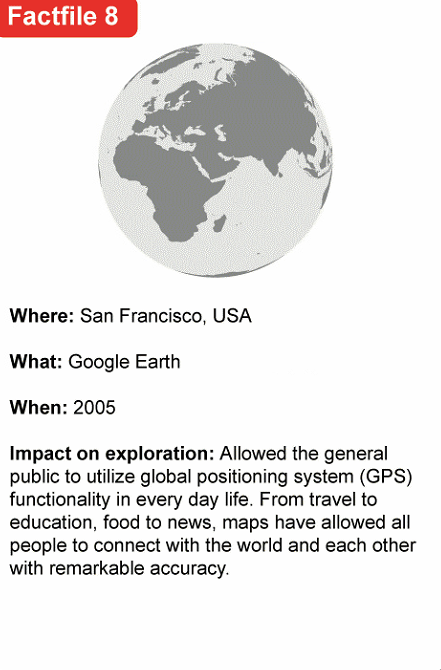 Factfile 8
Where: San Francisco, USA
What: Google Earth
When: 2005
Impact on exploration: Allowed the general
public to utilize global positioning system (GPS)
functionality in every day life. From travel to
education, food to news, maps have allowed all
people to connect with the world and each other
with remarkable accuracy.